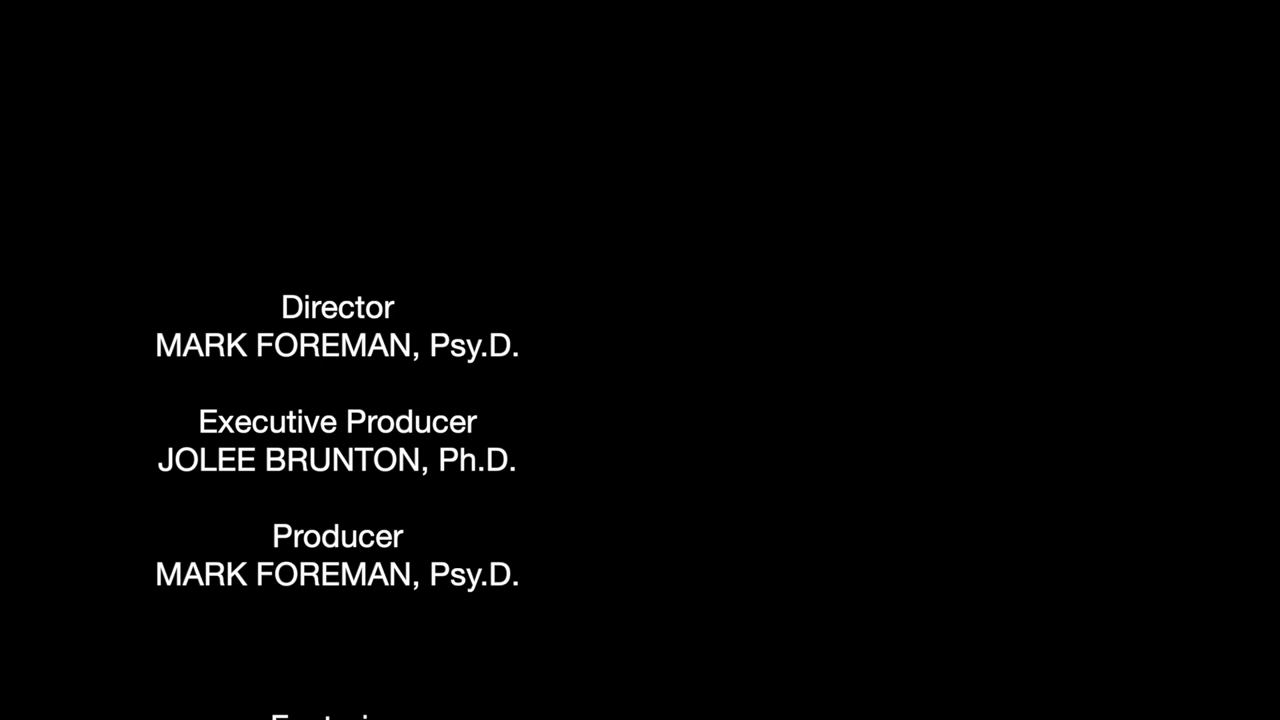 Director
MARK FOREMAN, Psy.D.
Executive Producer
JOLEE BRUNTON, Ph.D.
Producer
MARK FOREMAN, Psy.D.